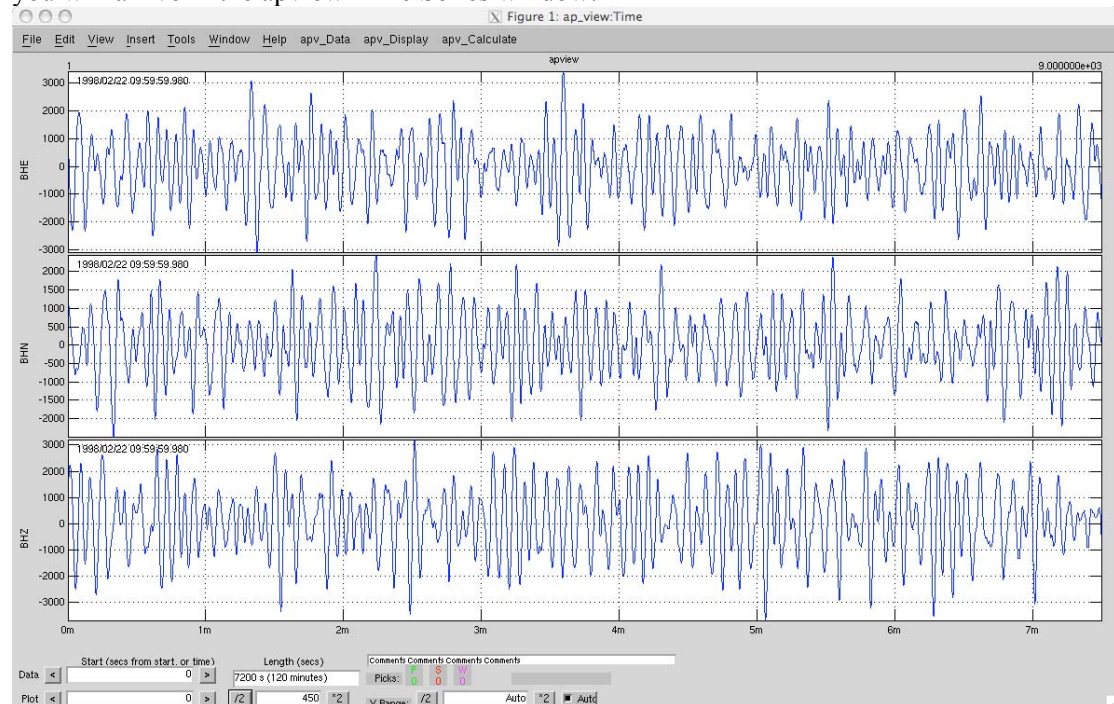 Figure 1: ap_view:Time
File Edit View Insert Tools Window Help apv_Data apv_Display apv_Calculate
1 apview 9.000000e+03
1998/02/22 09:59:59.980
3000
2000
1000
0
-1000
-2000
-3000
BHE
1998/02/22 09:59:59.980
2000
1500
1000
500
0
-500
-1000
-1500
-2000
BHN
1998/02/22 09:59:59.980
3000
2000
1000
0
-1000
-2000
-3000
BHZ
0m 1m 2m 3m 4m 5m 6m 7m
Start (secs from start. or time) Length (secs) Comments Comments Comments Comments
Data < 0 > 7200 s (120 minutes) Picks: P 0 S 0 W 0
Plot < 0 > /2 450 *2 Y Range: /2 Auto *2 Auto